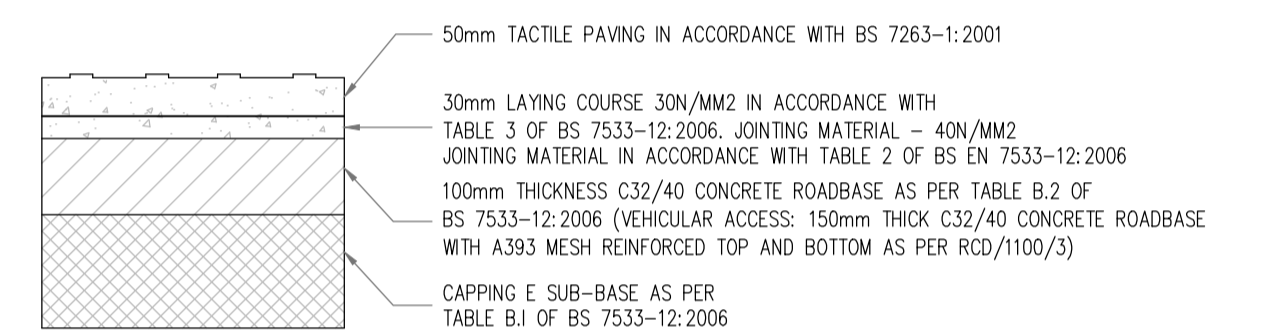 50mm TACTILE PAVING IN ACCORDANCE WITH BS 7263-1:2001
30mm LAYING COURSE 30N/MM2 IN ACCORDANCE WITH
TABLE 3 OF BS 7533-12:2006. JOINTING MATERIAL - 40N/MM2
JOINTING MATERIAL IN ACCORDANCE WITH TABLE 2 OF BS EN 7533-12:2006
100mm THICKNESS C32/40 CONCRETE ROADBASE AS PER TABLE B.2 OF
BS 7533-12:2006 (VEHICULAR ACCESS: 150mm THICK C32/40 CONCRETE ROADBASE
WITH A393 MESH REINFORCED TOP AND BOTTOM AS PER RCD/1100/3)
CAPPING E SUB-BASE AS PER
TABLE B.I OF BS 7533-12:2006